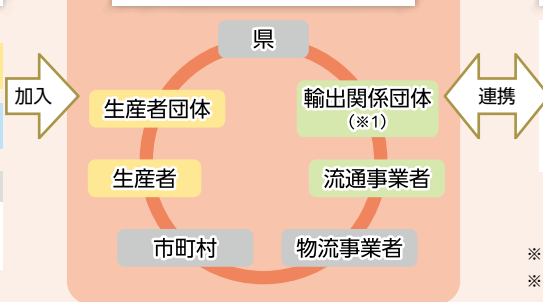 県
加入
生産者団体
輸出関係団体
(※1)
連携
生産者
流通事業者
市町村
物流事業者
※
※